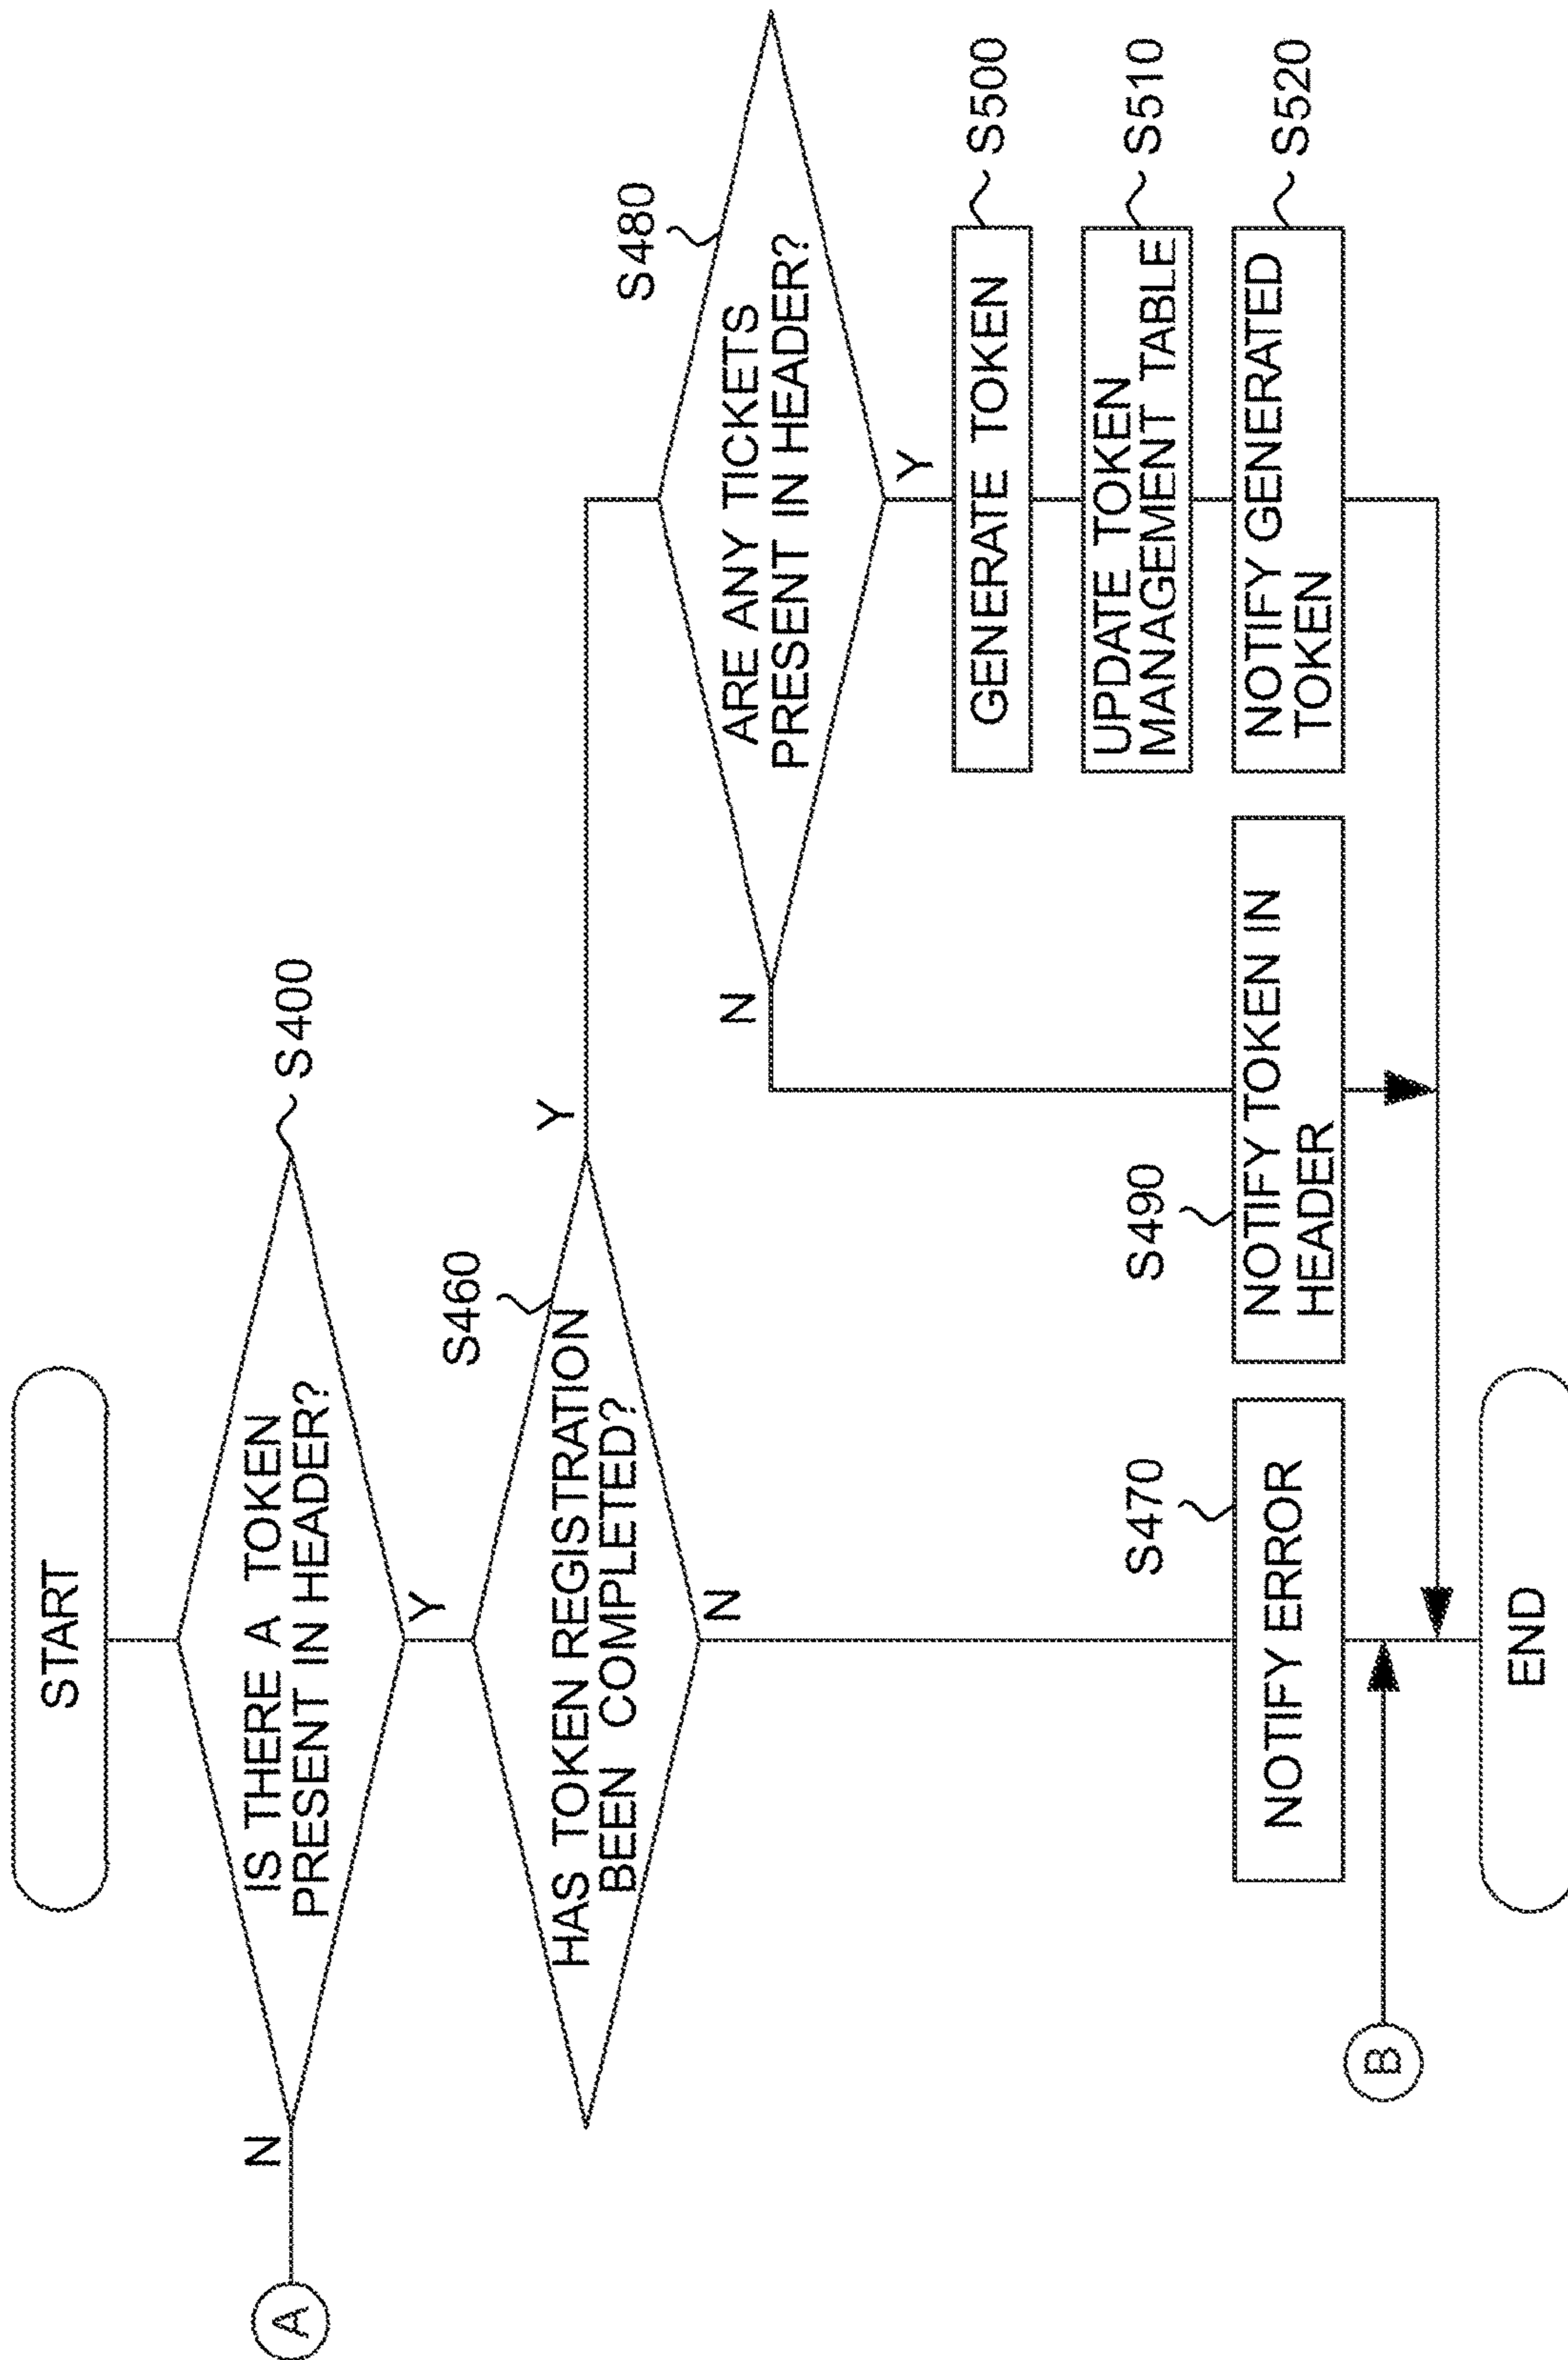 START
IS THERE A TOKEN
PRESENT IN HEADER?
S400
N
A
Y
S460
HAS TOKEN REGISTRATION
BEEN COMPLETED?
Y
N
S480
ARE ANY TICKETS
PRESENT IN HEADER?
N
Y
GENERATE TOKEN
S500
UPDATE TOKEN
MANAGEMENT TABLE
S510
S470
NOTIFY ERROR
S490
NOTIFY TOKEN IN
HEADER
NOTIFY GENERATED
TOKEN
S520
B
END